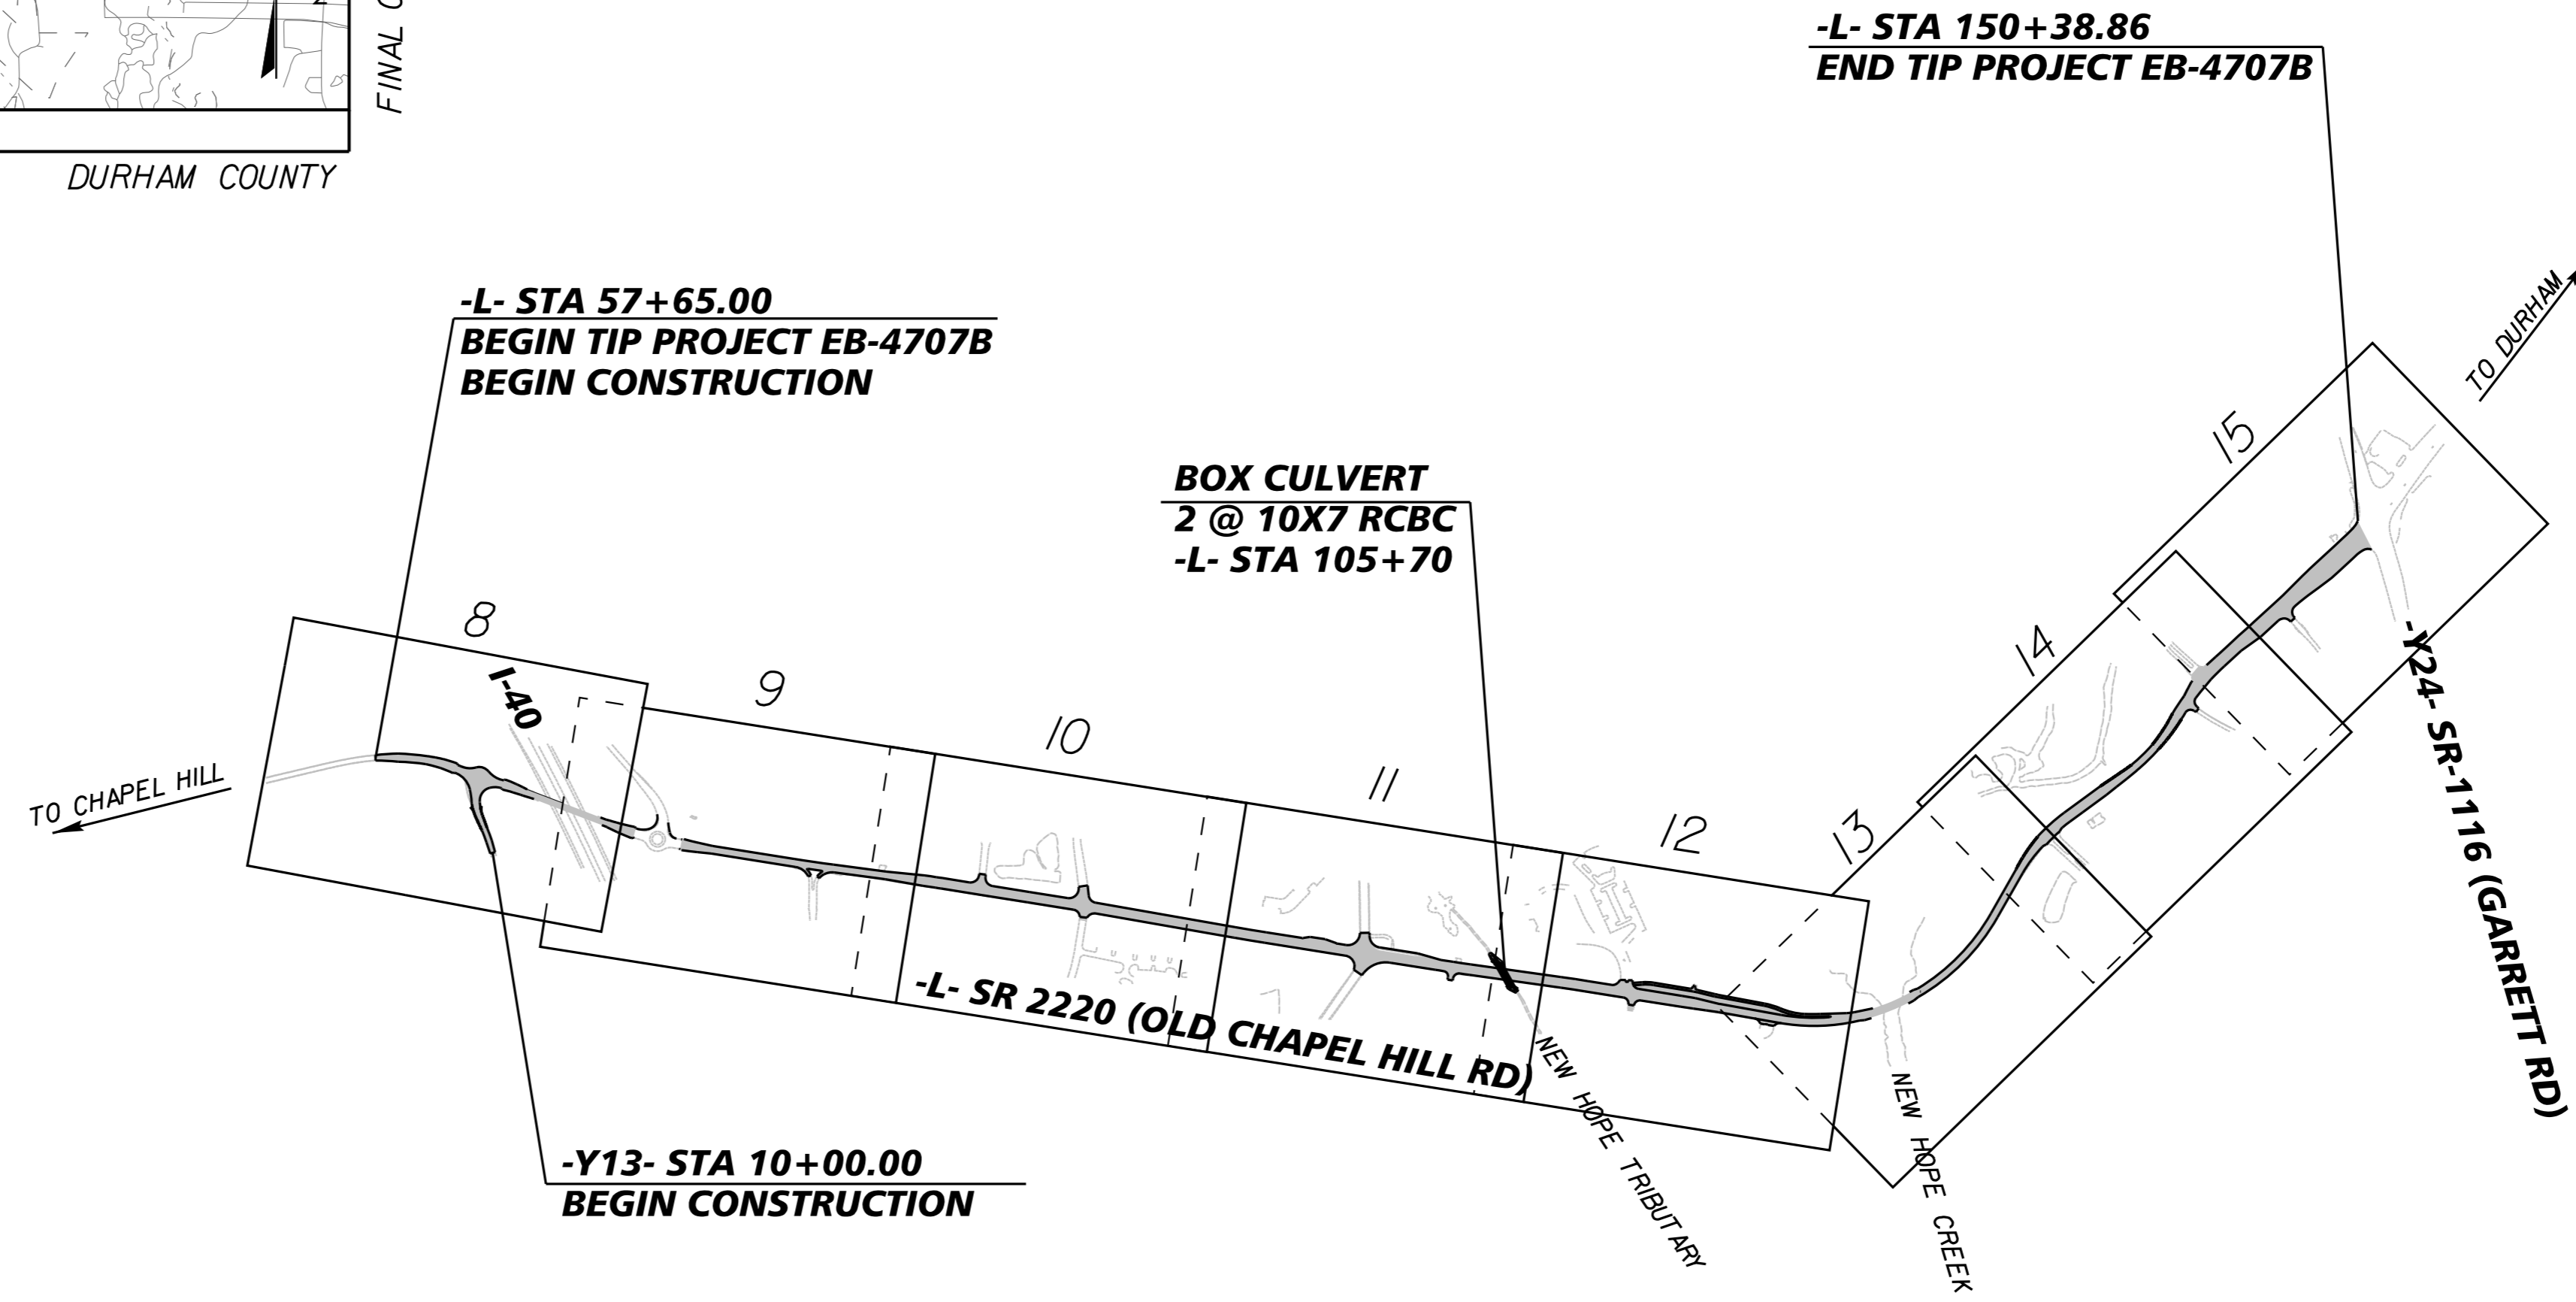 DURHAM COUNTY
FINAL
-L- STA 150+38.86
END TIP PROJECT EB-4707B
-L- STA 57+65.00
BEGIN TIP PROJECT EB-4707B
BEGIN CONSTRUCTION
BOX CULVERT
2 @ 10X7 RCBC
-L- STA 105+70
TO DURHAM
TO CHAPEL HILL
8
I-40
9
10
11
12
13
14
15
-L- SR 2220 (OLD CHAPEL HILL RD)
-Y24- SR-1116 (GARRETT RD)
NEW HOPE TRIBUTARY
NEW HOPE CREEK
-Y13- STA 10+00.00
BEGIN CONSTRUCTION